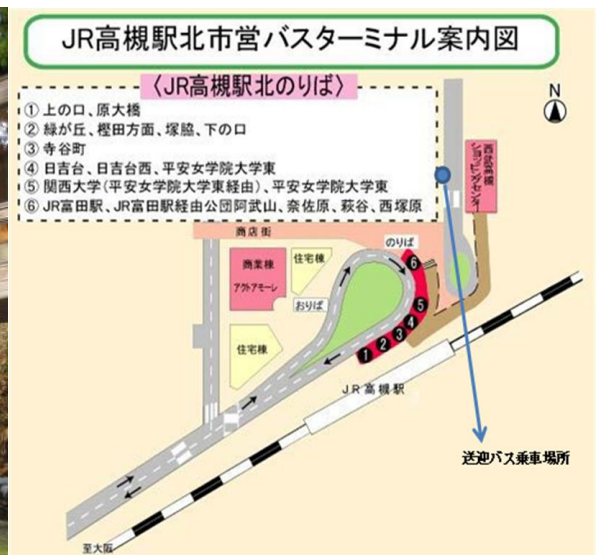 JR高槻駅北市営バスターミナル案内図
〈JR高槻駅北のりば〉
① 上の口、原大橋
② 緑が丘、樫田方面、塚脇、下の口
③ 寺谷町
④ 日吉台、日吉台西、平安女学院大学東
⑤ 関西大学(平安女学院大学東経由)、平安女学院大学東
⑥ JR富田駅、JR富田駅経由公団阿武山、奈佐原、萩谷、西塚原
N
西武高槻
ショッピングセンター
商店街
のりば
商業棟
アクトアモーレ
住宅棟
おりば
住宅棟
6
5
4
3
2
1
JR高槻駅
送迎バス乗車場所
至大阪